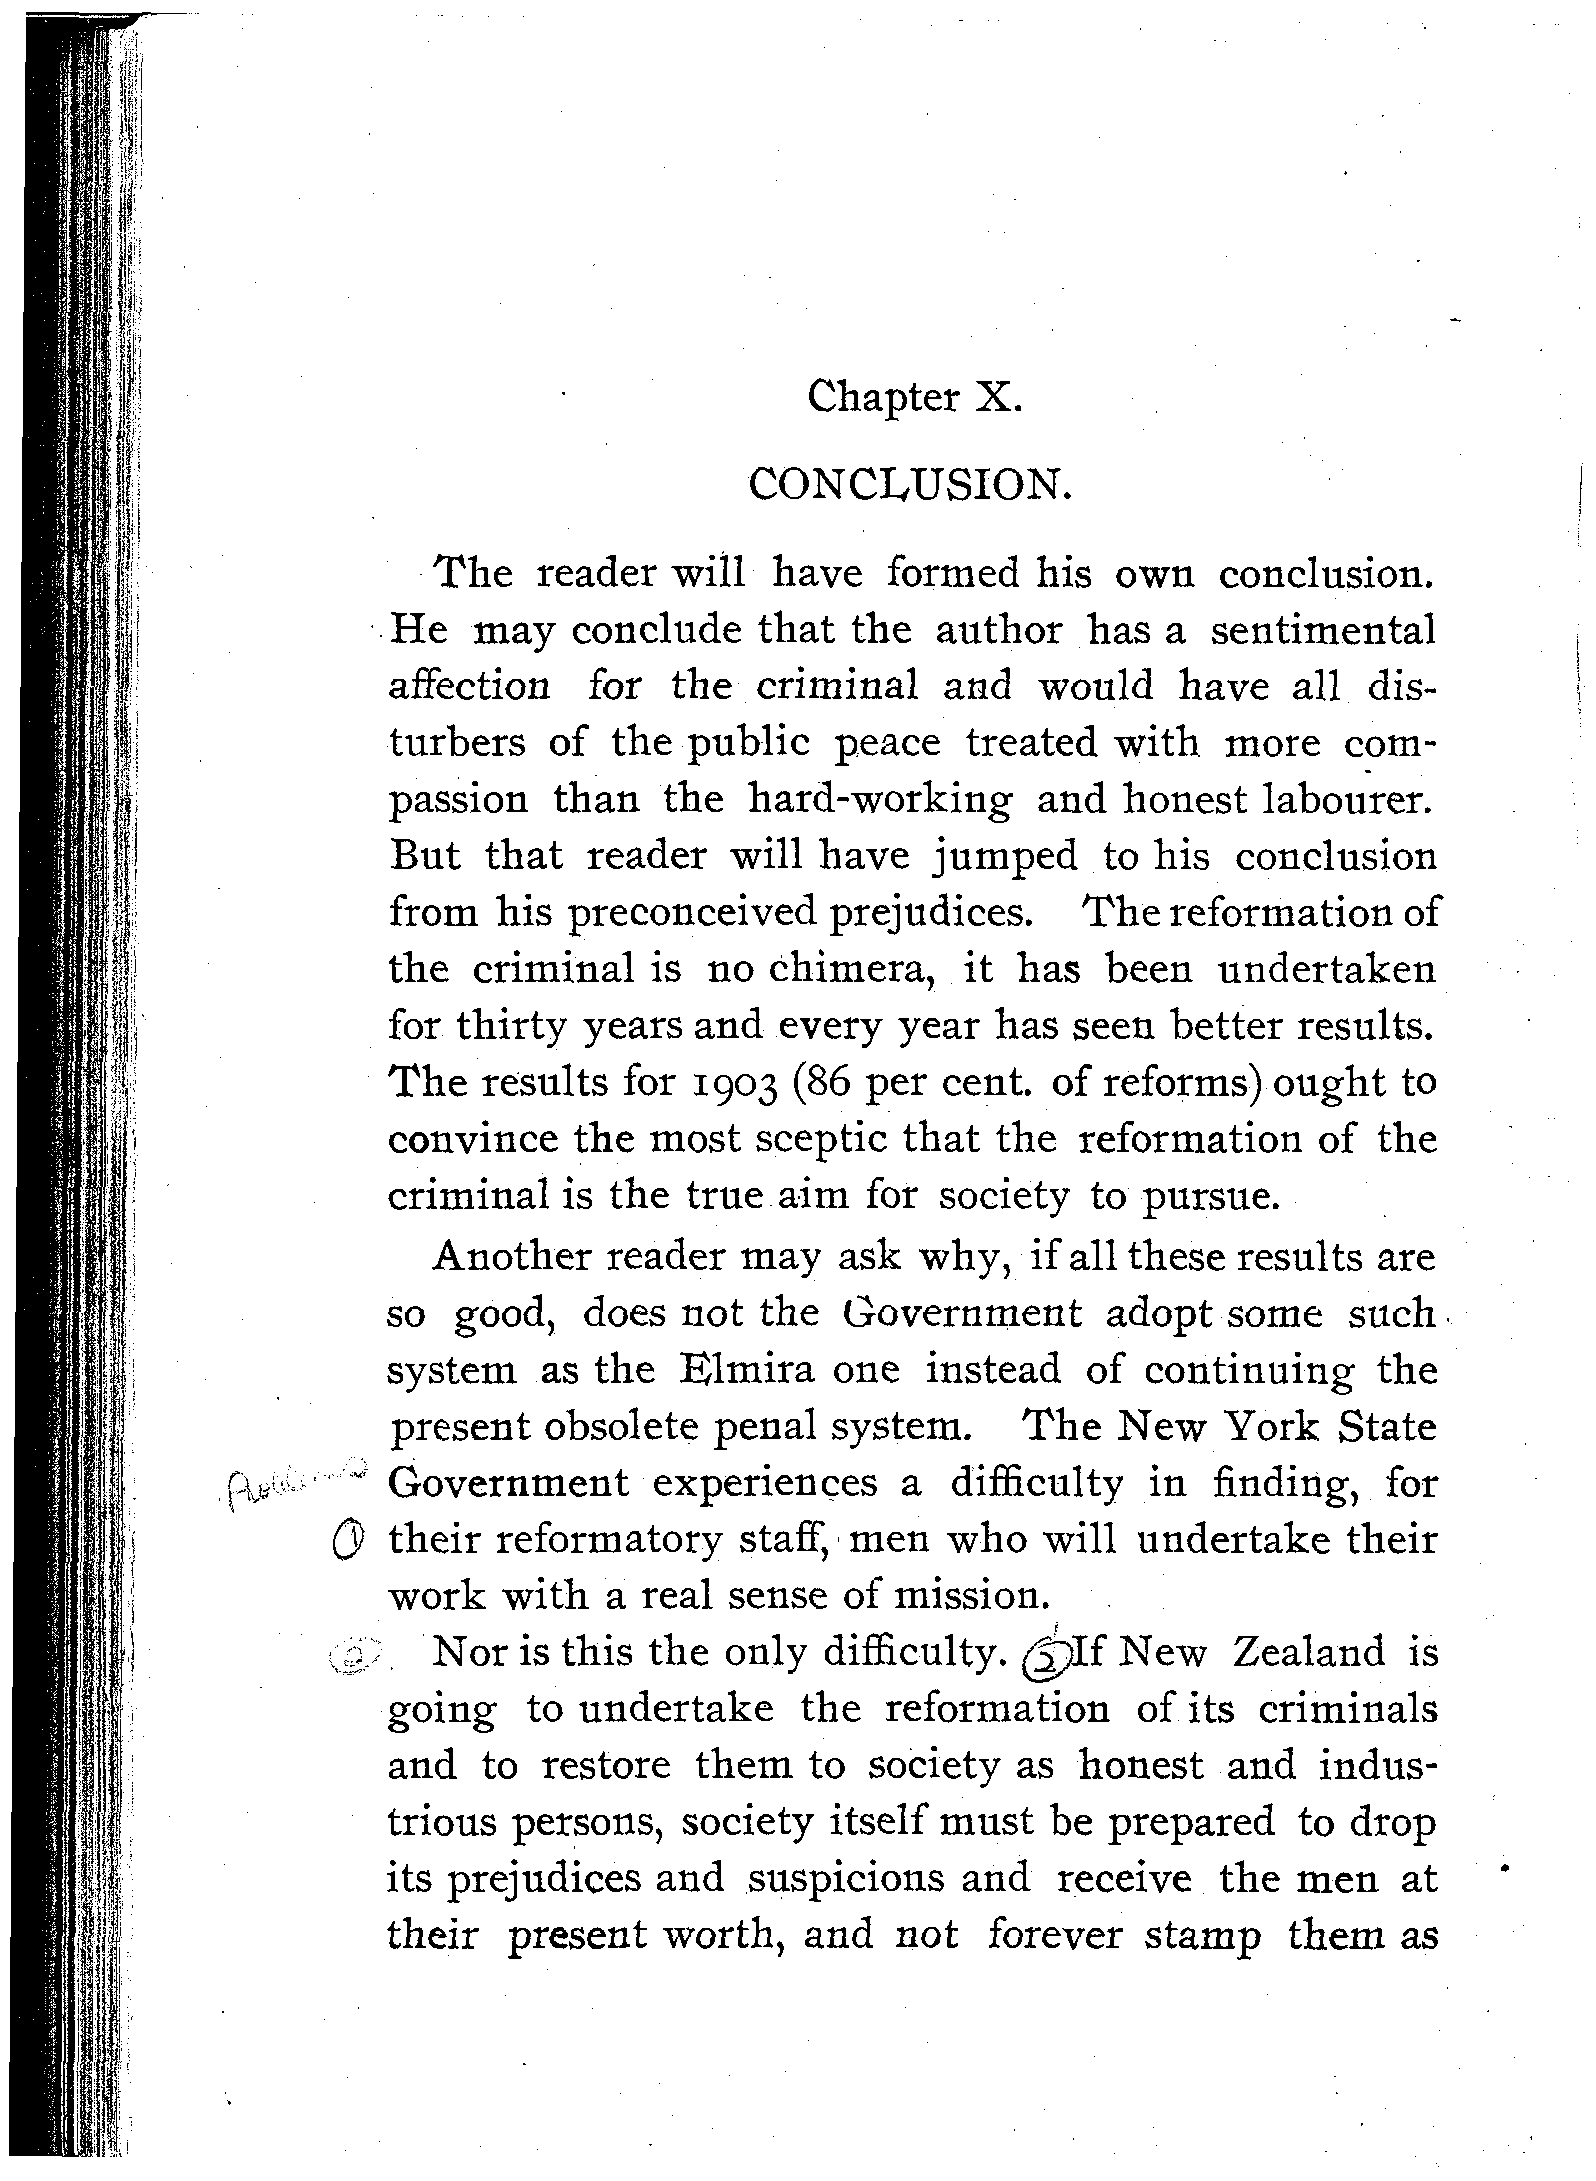 Chapter X.
CONCLUSION.
The reader will have formed his own conclusion.
He may conclude that the author has a sentimental
affection for the criminal and would have all dis-
turbers of the public peace treated with more com-
passion than the hard-working and honest labourer.
But that reader will have jumped to his conclusion
from his preconceived prejudices. The reformation of
the criminal is no chimera, it has been undertaken
for thirty years and every year has seen better results.
The results for 1903 (86 per cent. of reforms) ought to
convince the most sceptic that the reformation of the
criminal is the true aim for society to pursue.
Another reader may ask why, if all these results are
so good, does not the Government adopt some such
system as the Elmira one instead of continuing the
present obsolete penal system. The New York State
Government experiences a difficulty in finding, for
① their reformatory staff, men who will undertake their
work with a real sense of mission.
② Nor is this the only difficulty. ②If New Zealand is
going to undertake the reformation of its criminals
and to restore them to society as honest and indus-
trious persons, society itself must be prepared to drop
its prejudices and suspicions and receive the men at
their present worth, and not forever stamp them as